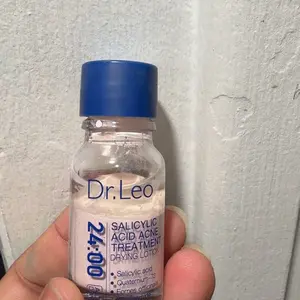 Dr.Leo
24:00
SALICYLIC
ACID ACNE
TREATMENT
DRYING LOTION
Salicylic acid